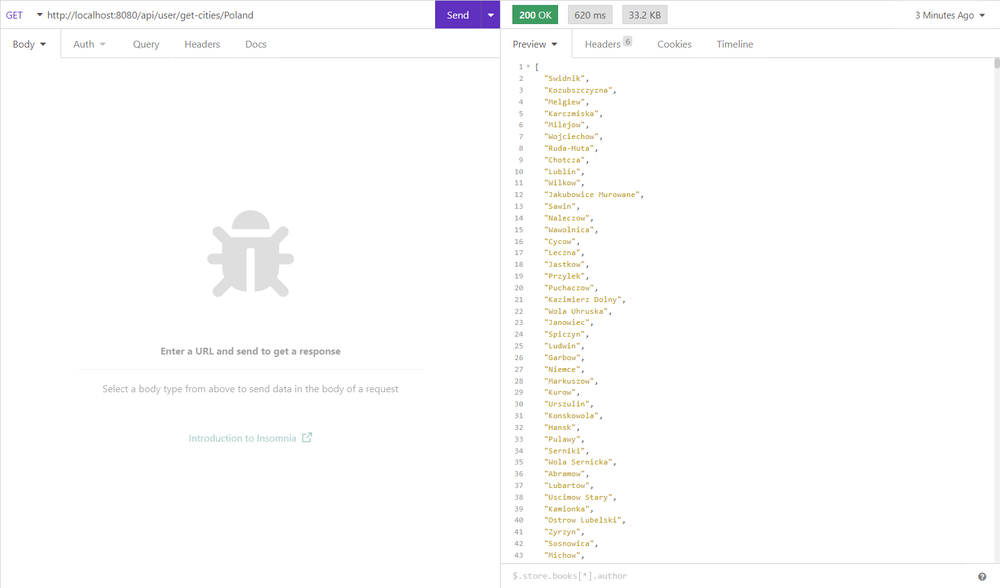 GET http://localhost:8080/api/user/get-cities/Poland Send
200 OK 620 ms 33.2 KB 3 Minutes Ago
Body Auth Query Headers Docs
Preview Headers 6 Cookies Timeline
Enter a URL and send to get a response
Select a body type from above to send data in the body of a request
Introduction to Insomnia
1 [
2 "Swidnik",
3 "Kozubszczyzna",
4 "Melgiew",
5 "Karczmiska",
6 "Milejow",
7 "Wojciechow",
8 "Ruda-Huta",
9 "Chotcza",
10 "Lublin",
11 "Wilkow",
12 "Jakubowice Murowane",
13 "Sawin",
14 "Naleczow",
15 "Wawolnica",
16 "Cycow",
17 "Leczna",
18 "Jastkow",
19 "Przylek",
20 "Puchaczow",
21 "Kazimierz Dolny",
22 "Wola Uhruska",
23 "Janowiec",
24 "Spiczyn",
25 "Ludwin",
26 "Garbow",
27 "Niemce",
28 "Markuszow",
29 "Kurow",
30 "Urszulin",
31 "Konskowola",
32 "Hansk",
33 "Pulawy",
34 "Serniki",
35 "Wola Sernicka",
36 "Abramow",
37 "Lubartow",
38 "Uscimow Stary",
39 "Kamionka",
40 "Ostrow Lubelski",
41 "Zyrzyn",
42 "Sosnowica",
43 "Michow",
$.store.books[*].author